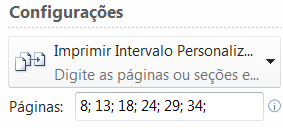 Configurações
Imprimir Intervalo Personaliz...
Digite as páginas ou seções e...
Páginas: 8; 13; 18; 24; 29; 34;